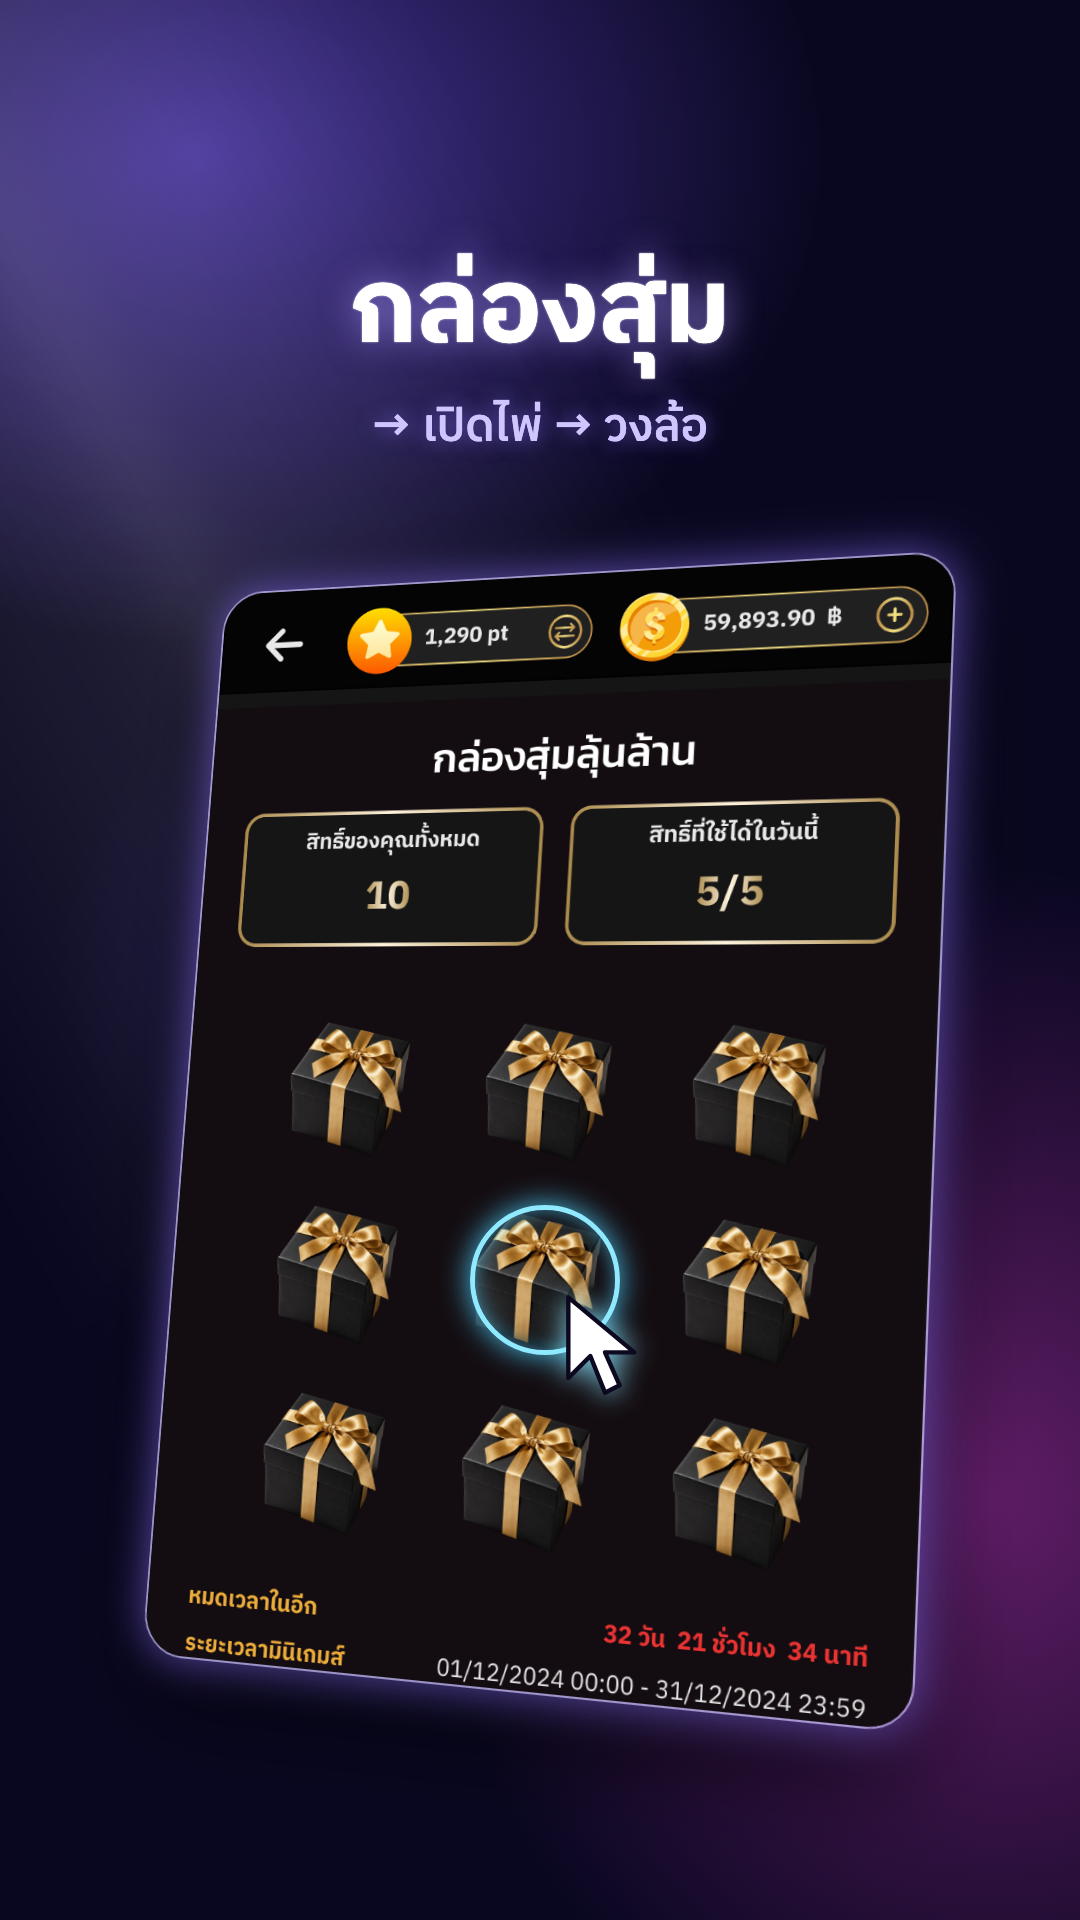 กล่องสุ่ม
→ เปิดไพ่ → วงล้อ
1,290 pt
59,893.90 ฿
กล่องสุ่มลุ้นล้าน
สิทธิ์ของคุณทั้งหมด
10
สิทธิ์ที่ใช้ได้ในวันนี้
5/5
หมดเวลาในอีก
32 วัน 21 ชั่วโมง 34 นาที
ระยะเวลามินิเกมส์
01/12/2024 00:00 - 31/12/2024 23:59